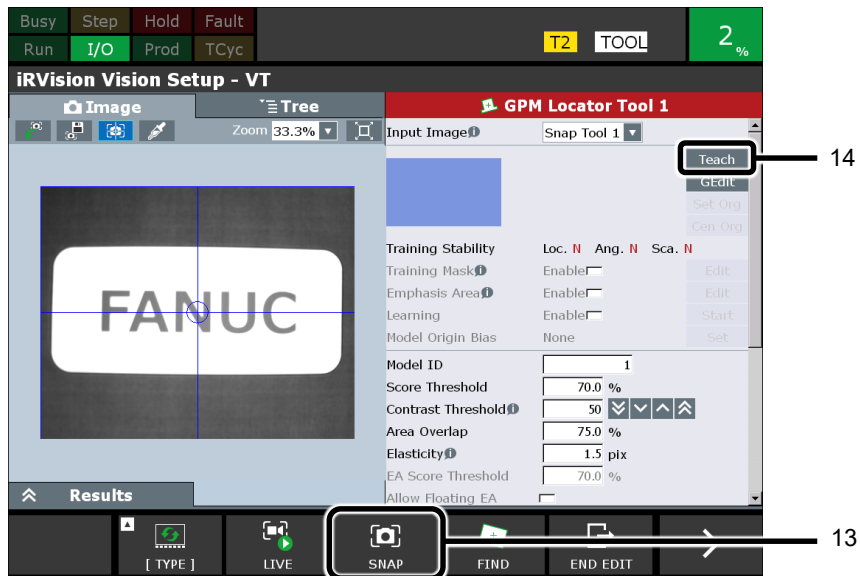 Busy Step Hold Fault
Run I/O Prod TCyc
T2 TOOL 2 %
iRVision Vision Setup - VT
Image Tree GPM Locator Tool 1
Zoom 33.3% Input Image Snap Tool 1
Teach 14
GEdit
Set Org
Cen Org
Training Stability Loc. N Ang. N Sca. N
Training Mask Enable Edit
Emphasis Area Enable Edit
Learning Enable Start
Model Origin Bias None Set
FANUC
Model ID 1
Score Threshold 70.0 %
Contrast Threshold 50
Area Overlap 75.0 %
Elasticity 1.5 pix
EA Score Threshold 70.0 %
Allow Floating EA
Results
13
[ TYPE ] LIVE SNAP FIND END EDIT